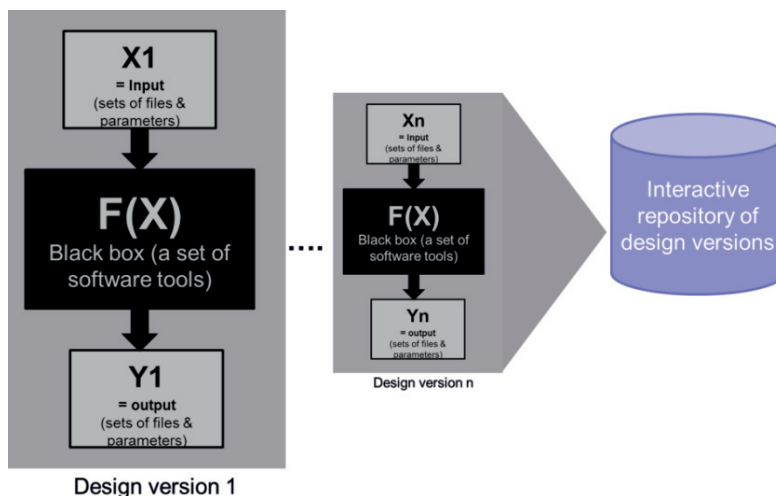 X1
= Input
(sets of files &
parameters)
F(X)
Black box (a set of
software tools)
Y1
= output
(sets of files &
parameters)
Design version 1
....
Xn
= Input
(sets of files &
parameters)
F(X)
Black box (a set of
software tools)
Yn
= output
(sets of files &
parameters)
Design version n
Interactive
repository of
design versions